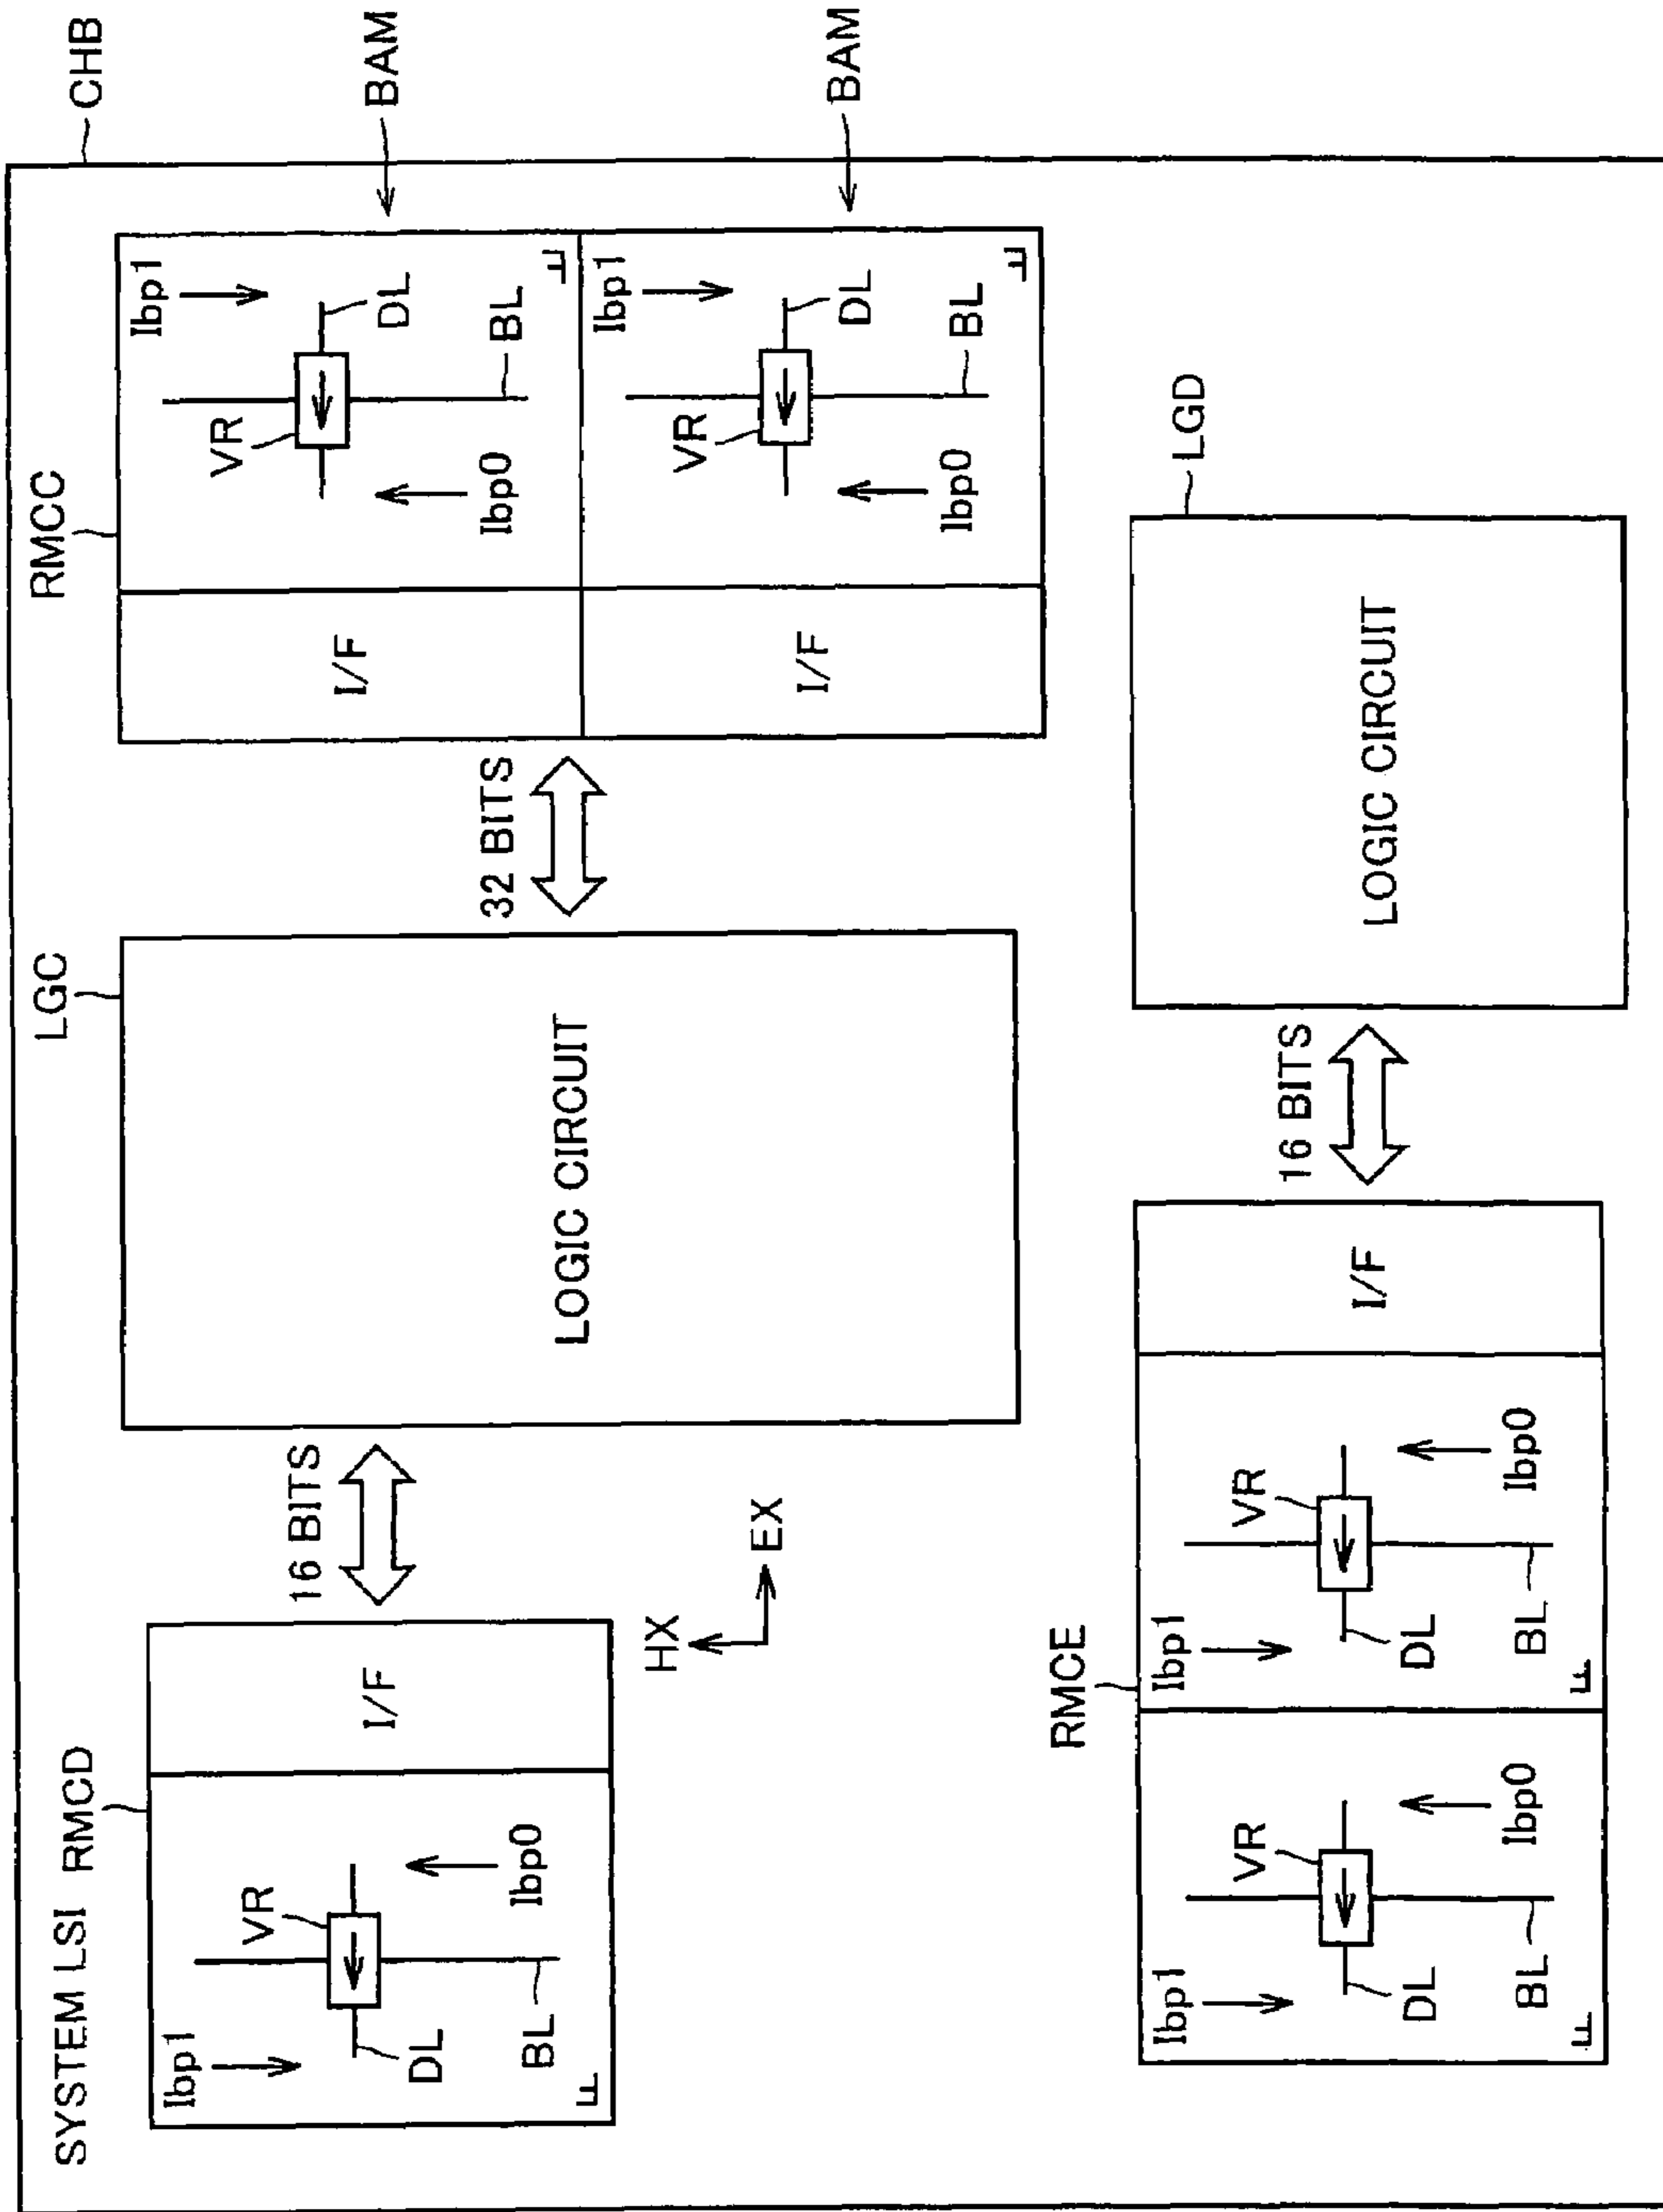 SYSTEM LSI
CHB
RMCD
LGC
RMCC
Ibp1
VR
DL
BL
Ibp0
F
I/F
16 BITS
LOGIC CIRCUIT
32 BITS
I/F
Ibp1
VR
DL
BL
Ibp0
F
BAM
I/F
Ibp1
VR
DL
BL
Ibp0
F
BAM
HX
EX
RMCE
Ibp1
VR
DL
BL
Ibp0
F
Ibp1
VR
DL
BL
Ibp0
F
I/F
16 BITS
LOGIC CIRCUIT
LGD